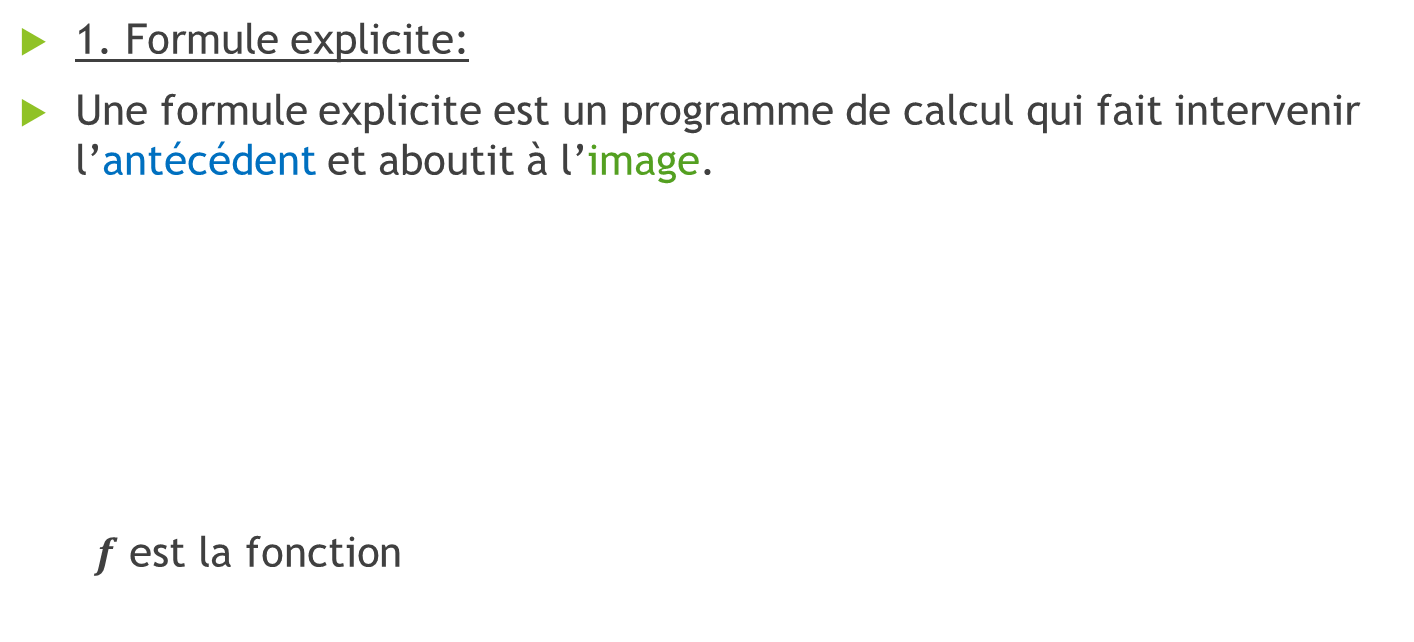 1. Formule explicite:
Une formule explicite est un programme de calcul qui fait intervenir
l’antécédent et aboutit à l’image.
f est la fonction